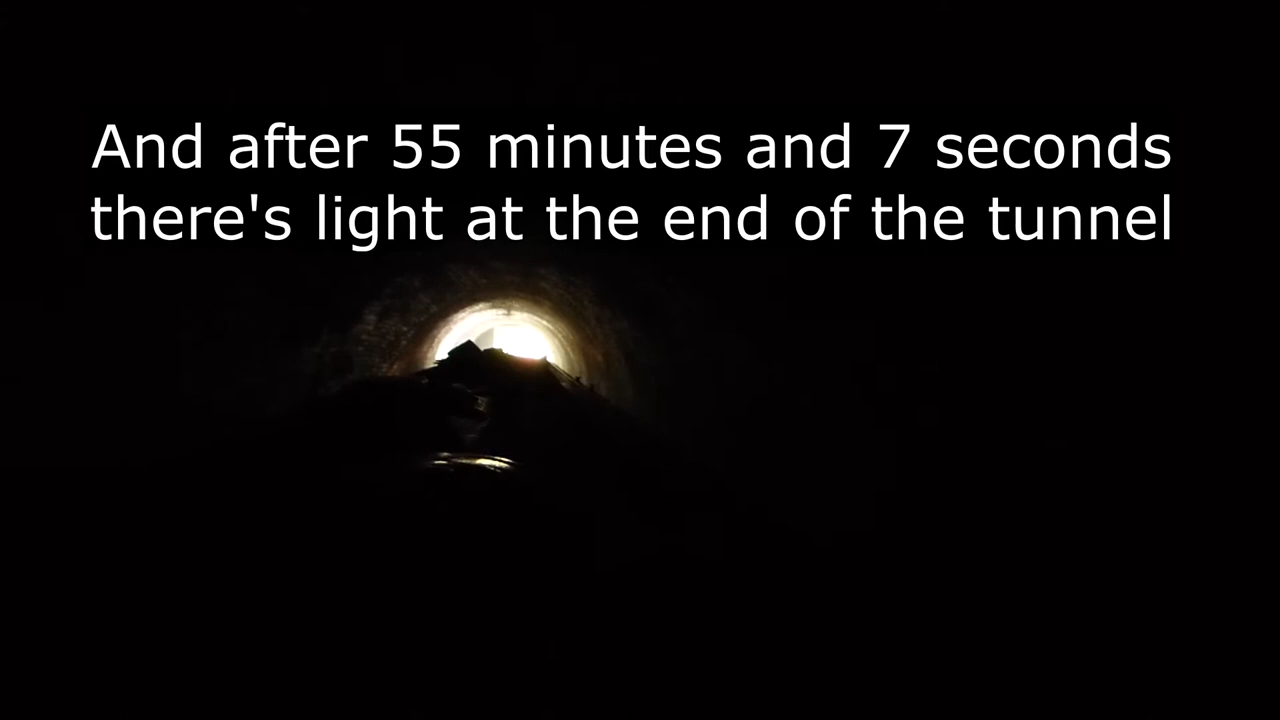 And after 55 minutes and 7 seconds
there's light at the end of the tunnel